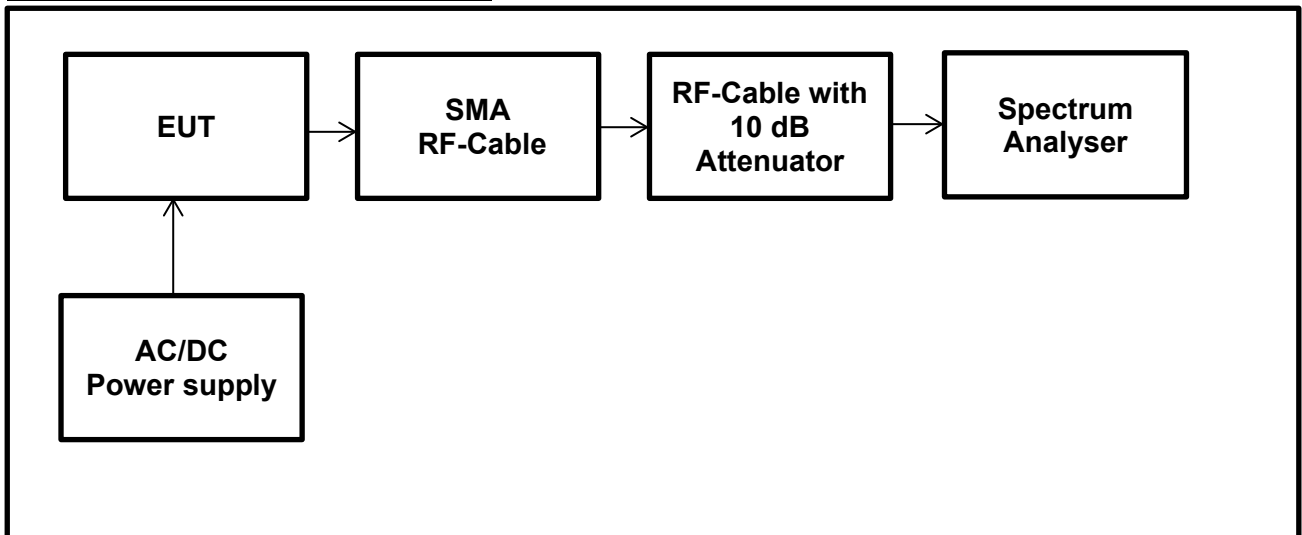 EUT
SMA
RF-Cable
RF-Cable with
10 dB
Attenuator
Spectrum
Analyser
AC/DC
Power supply